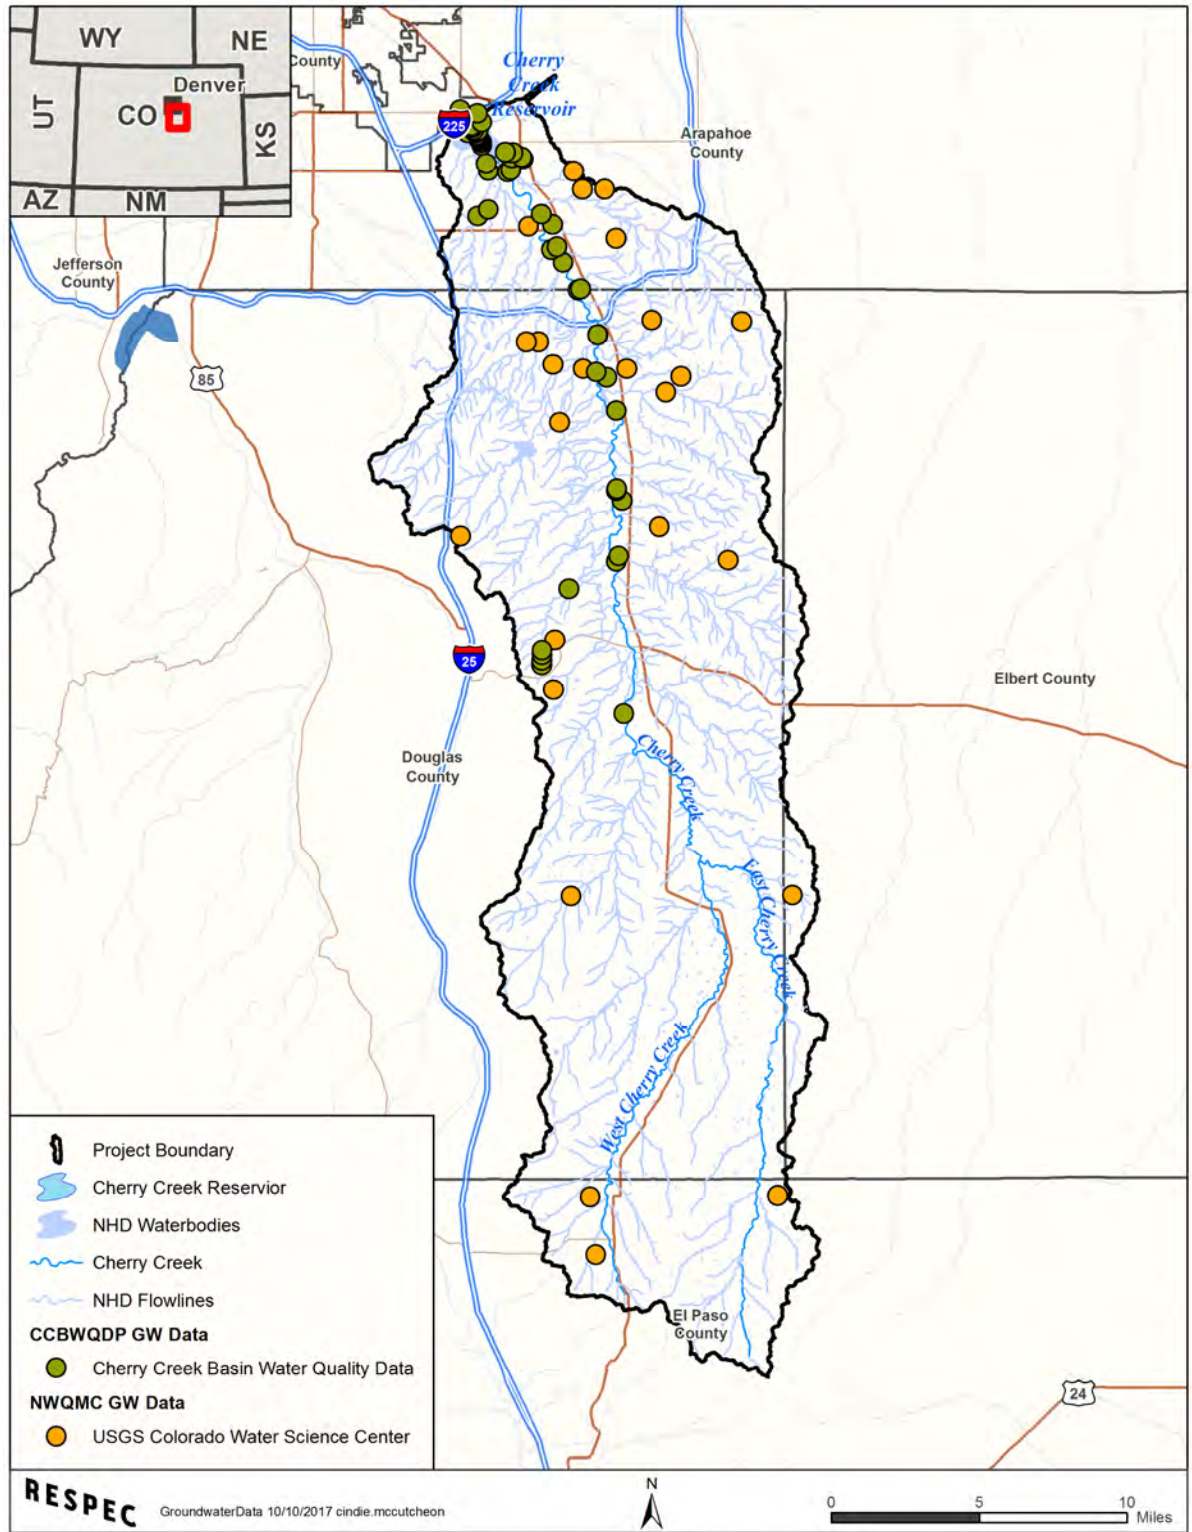 WY
NE
Denver
UT
CO
KS
AZ
NM
County
Cherry
Creek
Reservoir
225
Arapahoe
County
Jefferson
County
85
25
Elbert County
Douglas
County
Cherry Creek
East Cherry Creek
West Cherry Creek
El Paso
County
24
Project Boundary
Cherry Creek Reservior
NHD Waterbodies
Cherry Creek
NHD Flowlines
CCBWQDP GW Data
Cherry Creek Basin Water Quality Data
NWQMC GW Data
USGS Colorado Water Science Center
RESPEC
GroundwaterData 10/10/2017 cindie.mccutcheon
N
0 5 10
Miles